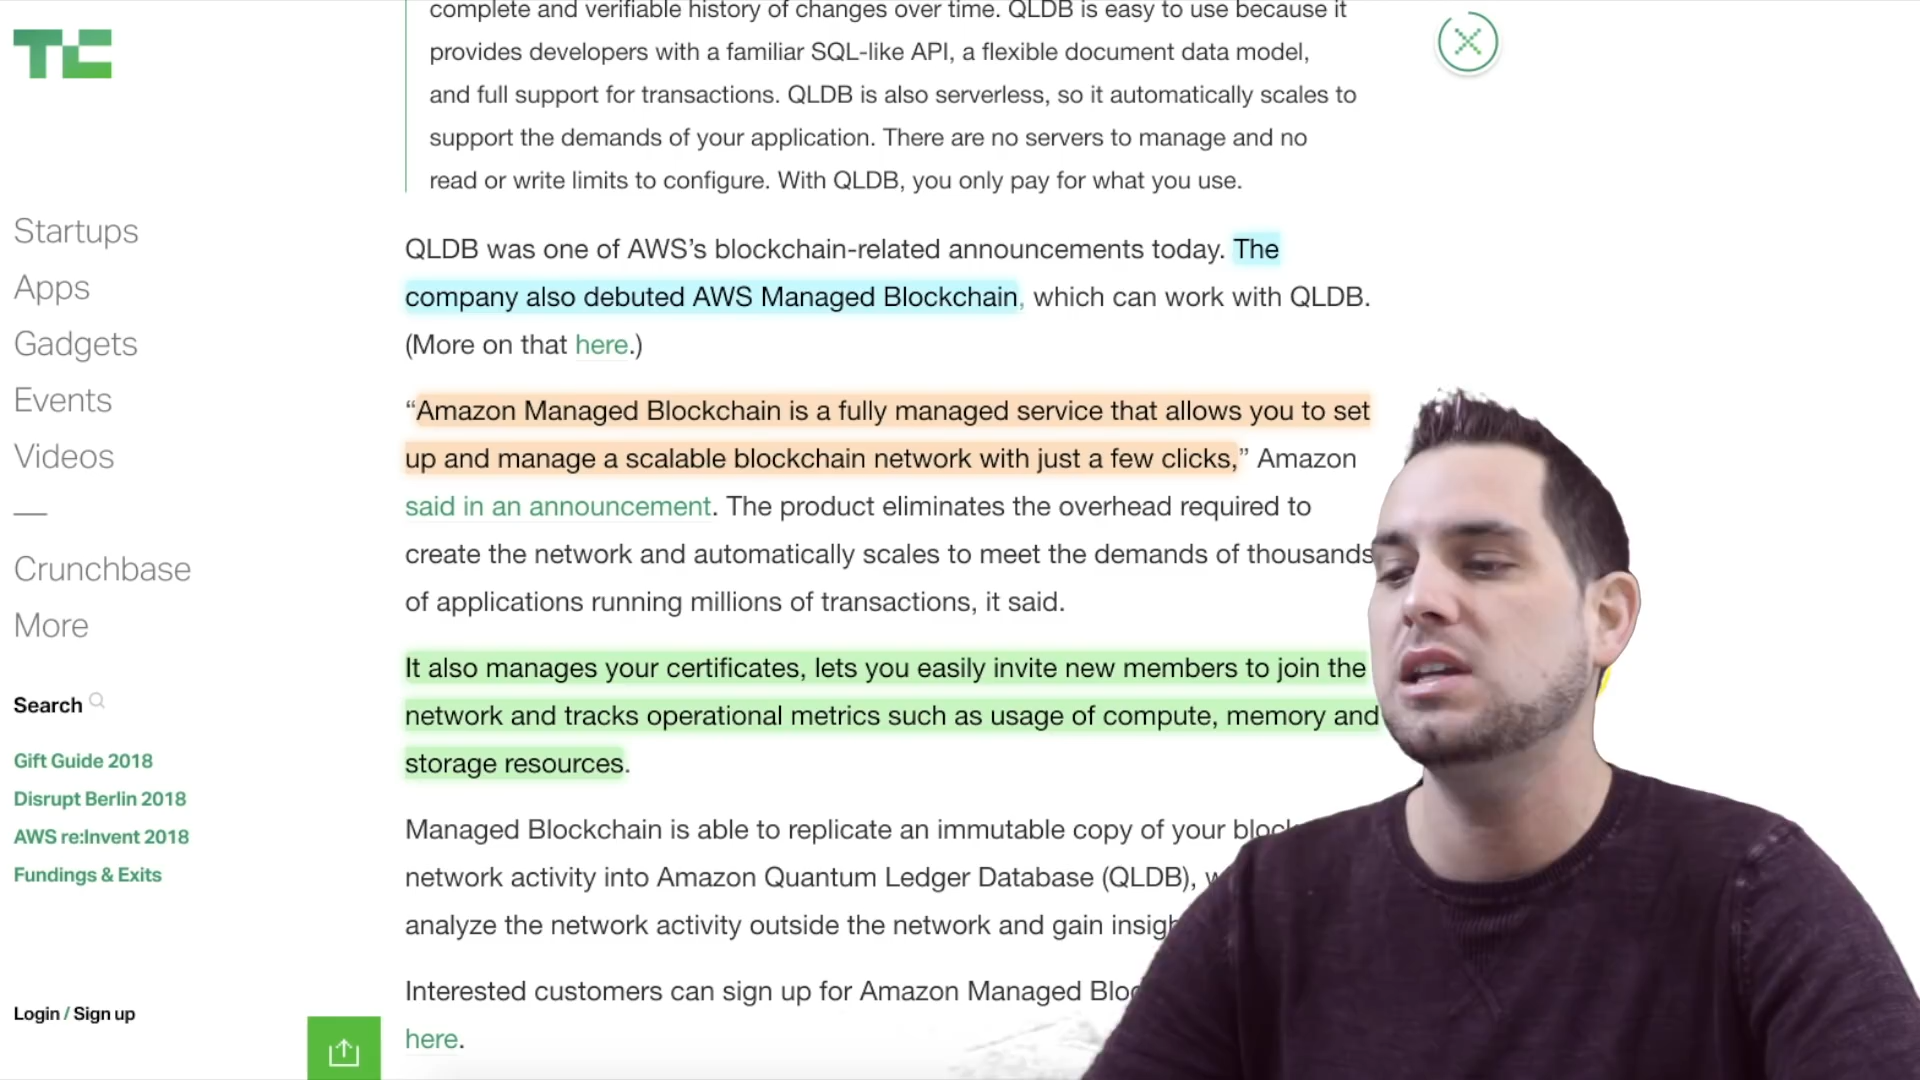 TC
complete and verifiable history of changes over time. QLDB is easy to use because it
provides developers with a familiar SQL-like API, a flexible document data model,
and full support for transactions. QLDB is also serverless, so it automatically scales to
support the demands of your application. There are no servers to manage and no
read or write limits to configure. With QLDB, you only pay for what you use.
QLDB was one of AWS’s blockchain-related announcements today. The
company also debuted AWS Managed Blockchain, which can work with QLDB.
(More on that here.)
“Amazon Managed Blockchain is a fully managed service that allows you to set
up and manage a scalable blockchain network with just a few clicks,” Amazon
said in an announcement. The product eliminates the overhead required to
create the network and automatically scales to meet the demands of thousands
of applications running millions of transactions, it said.
It also manages your certificates, lets you easily invite new members to join the
network and tracks operational metrics such as usage of compute, memory and
storage resources.
Managed Blockchain is able to replicate an immutable copy of your
network activity into Amazon Quantum Ledger Database (QLDB),
analyze the network activity outside the network and gain
Interested customers can sign up for Amazon Managed
here.
Startups
Apps
Gadgets
Events
Videos
—
Crunchbase
More
Search
Gift Guide 2018
Disrupt Berlin 2018
AWS re:Invent 2018
Fundings & Exits
Login / Sign up